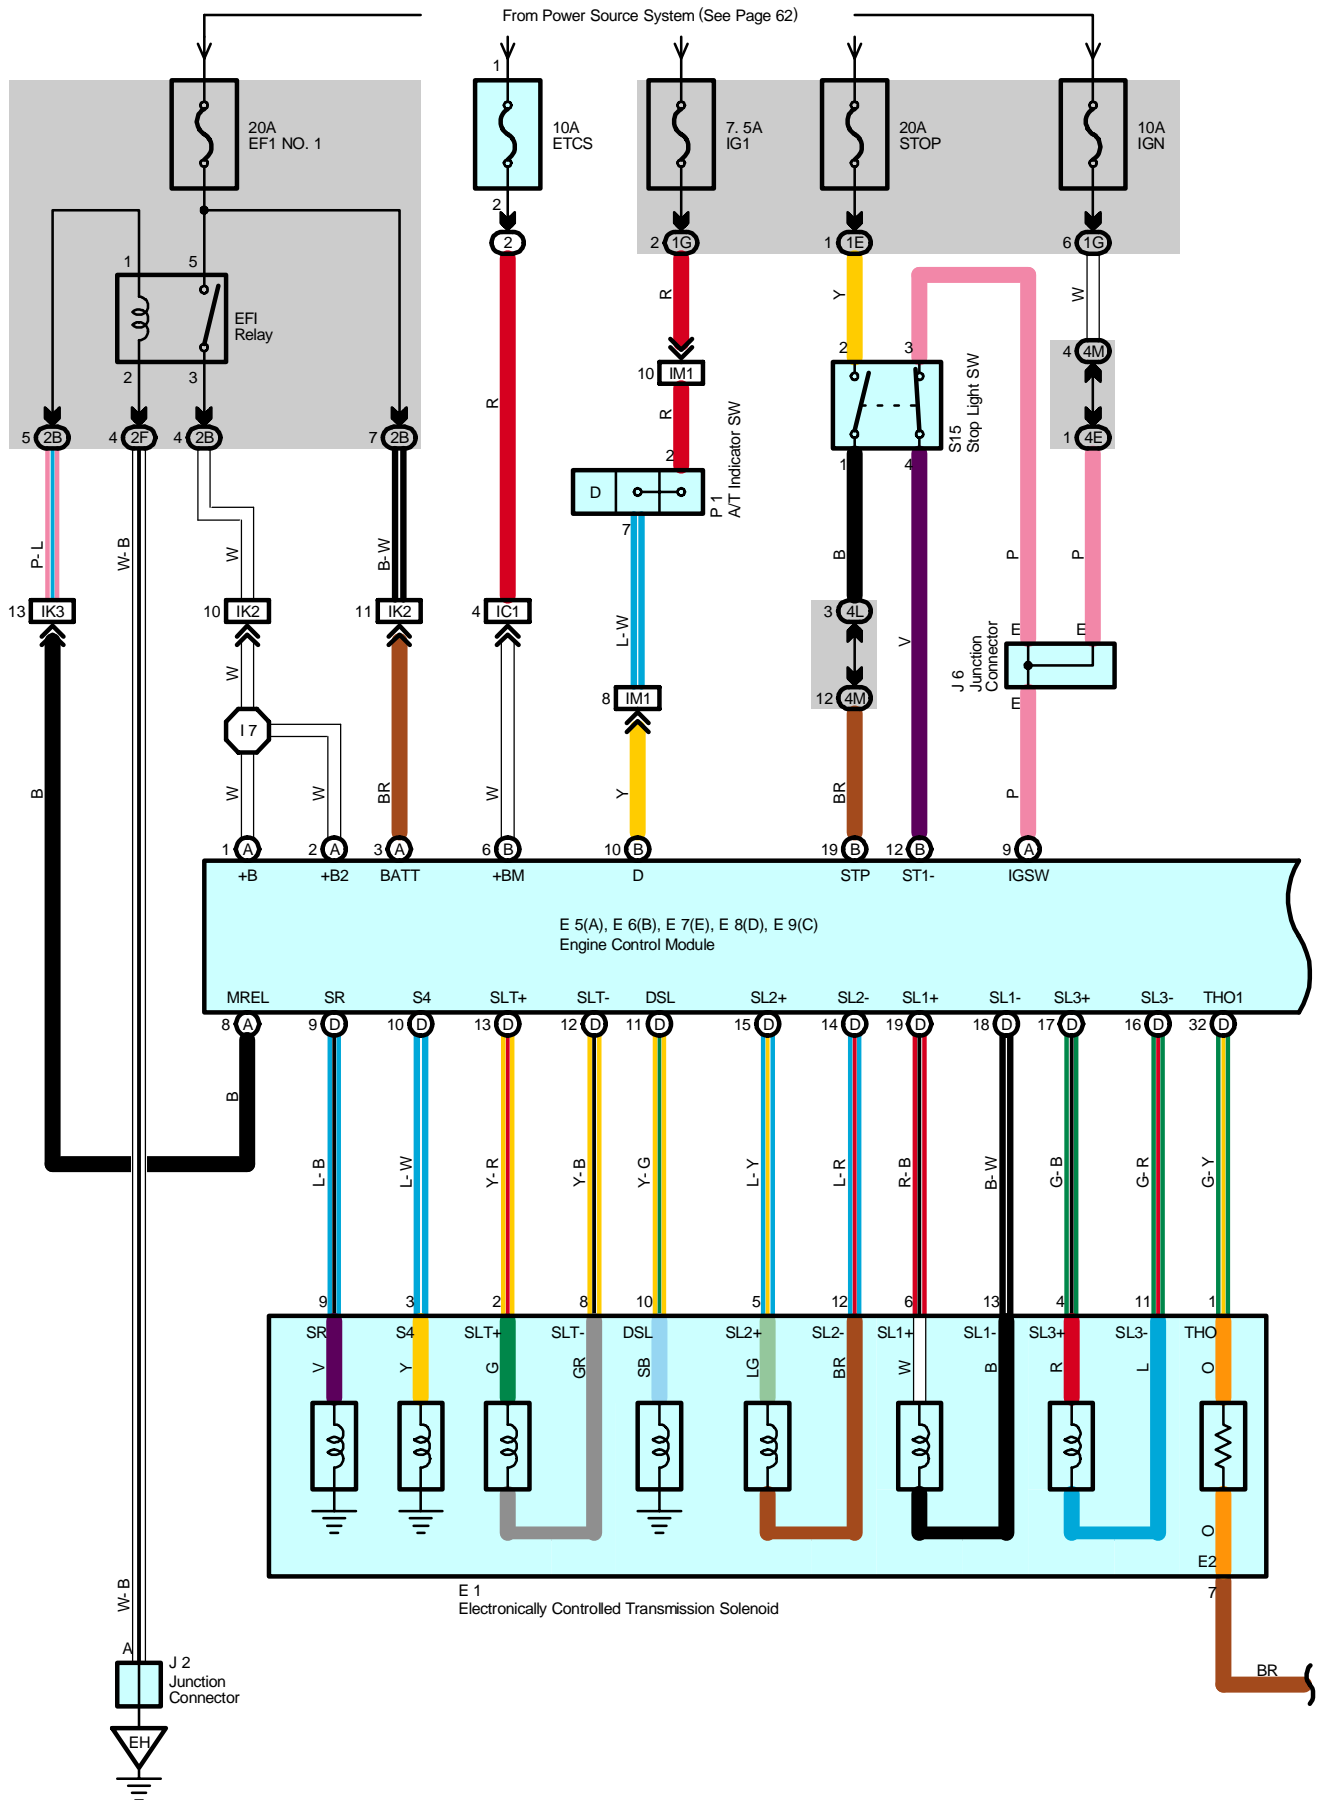 From Power Source System (See Page 62)
1
20A
EF1 NO. 1
10A
ETCS
7. 5A
IG1
20A
STOP
10A
IGN
2
2
2 1G
1 1E
6 1G
1 5
EFI
Relay
2 3
5 2B
4 2F
4 2B
7 2B
R
Y
W
10 IM1
R
2 3
4 4M
1 4E
S15
Stop Light SW
R
2
D
P 1
A/T Indicator SW
7
1 4
P- L
W- B
W
B- W
L- W
B
V
P
P
13 IK3
10 IK2
11 IK2
4 IC1
3 4L
E E
J 6
Junction
Connector
E
W
8 IM1
12 4M
I 7
B
W
W
BR
W
Y
BR
P
1 A
2 A
3 A
6 B
10 B
19 B
12 B
9 A
+B +B2 BATT +BM D STP ST1- IGSW
E 5(A), E 6(B), E 7(E), E 8(D), E 9(C)
Engine Control Module
MREL SR S4 SLT+ SLT- DSL SL2+ SL2- SL1+ SL1- SL3+ SL3- THO1
8 A
9 D
10 D
13 D
12 D
11 D
15 D
14 D
19 D
18 D
17 D
16 D
32 D
B
L- B
L- W
Y- R
Y- B
Y- G
L- Y
L- R
R- B
B- W
G- B
G- R
G- Y
9 3 2 8 10 5 12 6 13 4 11 1
SR S4 SLT+ SLT- DSL SL2+ SL2- SL1+ SL1- SL3+ SL3- THO
V Y G GR SB LG BR W B R L O
O
E2
7
E 1
Electronically Controlled Transmission Solenoid
W- B
A
J 2
Junction
Connector
EH
BR